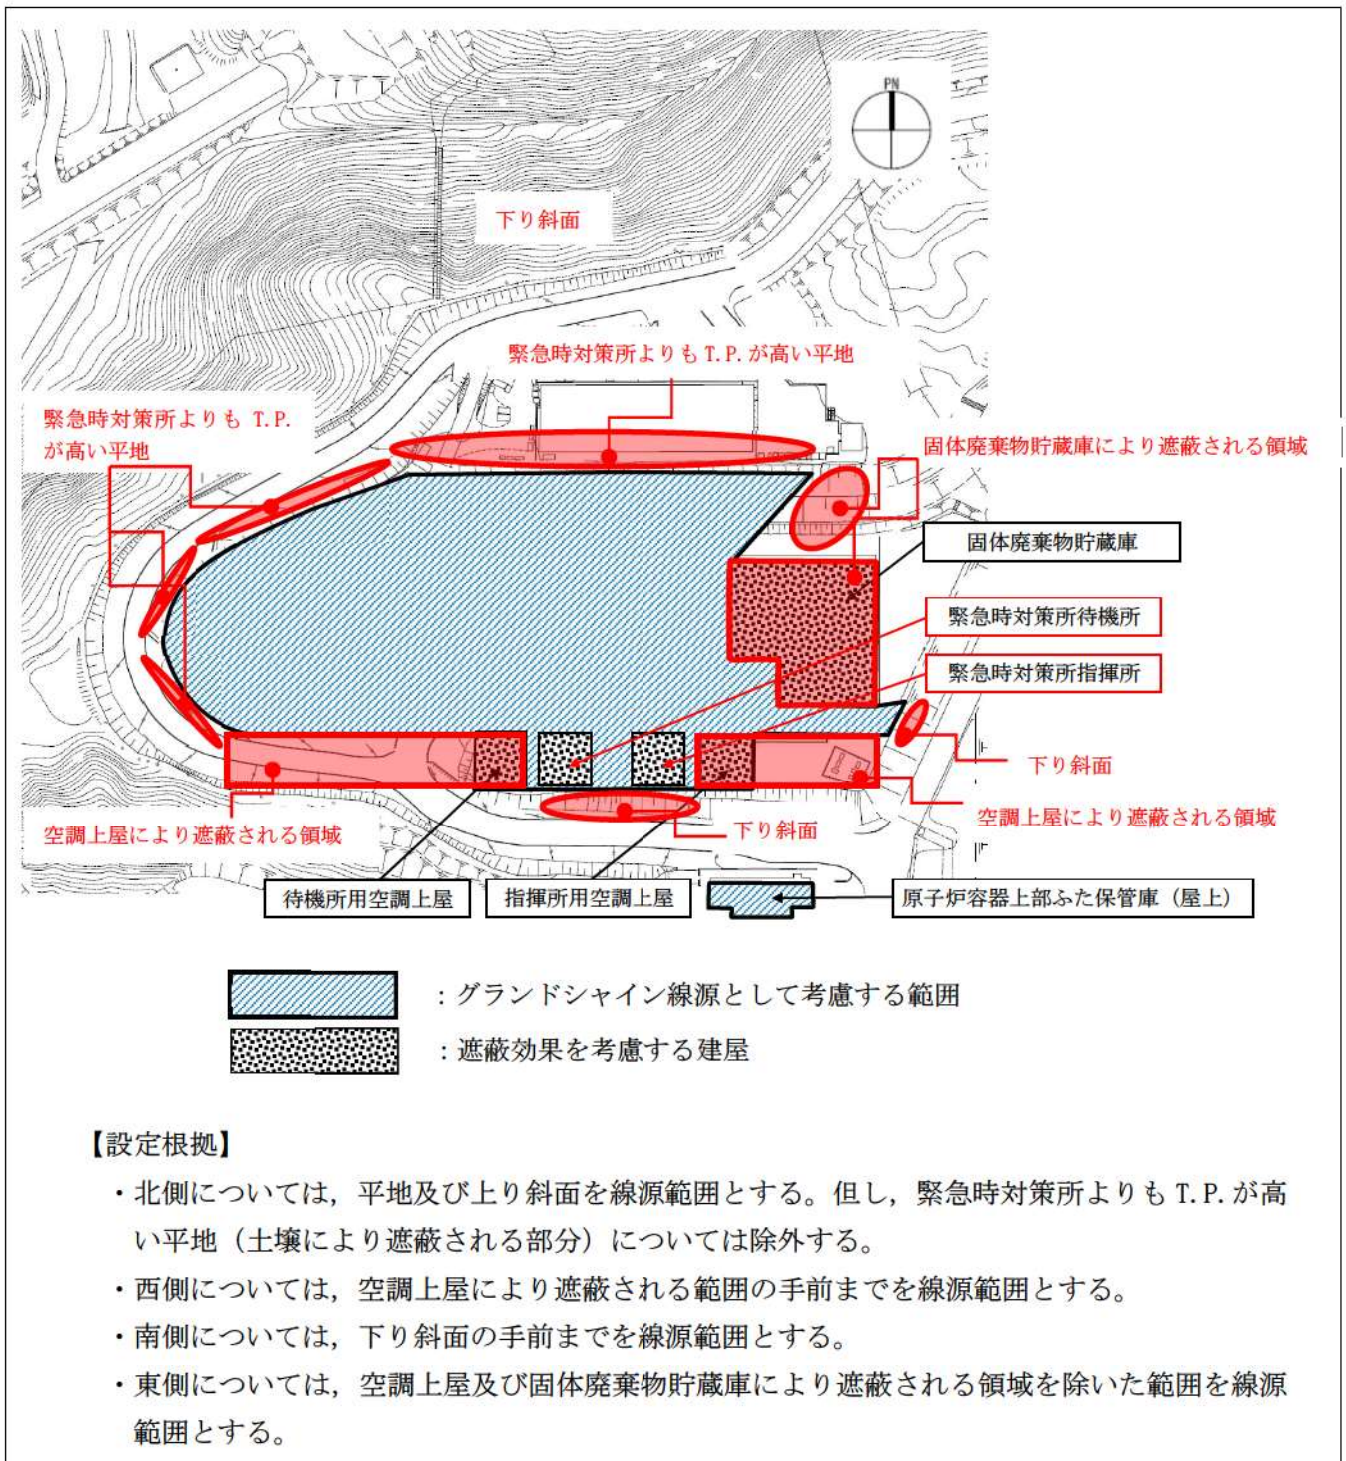 PN
下り斜面
緊急時対策所よりも T.P. が高い平地
緊急時対策所よりも T.P.
が高い平地
固体廃棄物貯蔵庫により遮蔽される領域
固体廃棄物貯蔵庫
緊急時対策所待機所
緊急時対策所指揮所
下り斜面
空調上屋により遮蔽される領域
空調上屋により遮蔽される領域
下り斜面
待機所用空調上屋
指揮所用空調上屋
原子炉容器上部ふた保管庫（屋上）
：グランドシャイン線源として考慮する範囲
：遮蔽効果を考慮する建屋
【設定根拠】
・北側については，平地及び上り斜面を線源範囲とする。但し，緊急時対策所よりも T.P. が高
い平地（土壌により遮蔽される部分）については除外する。
・西側については，空調上屋により遮蔽される範囲の手前までを線源範囲とする。
・南側については，下り斜面の手前までを線源範囲とする。
・東側については，空調上屋及び固体廃棄物貯蔵庫により遮蔽される領域を除いた範囲を線源
範囲とする。